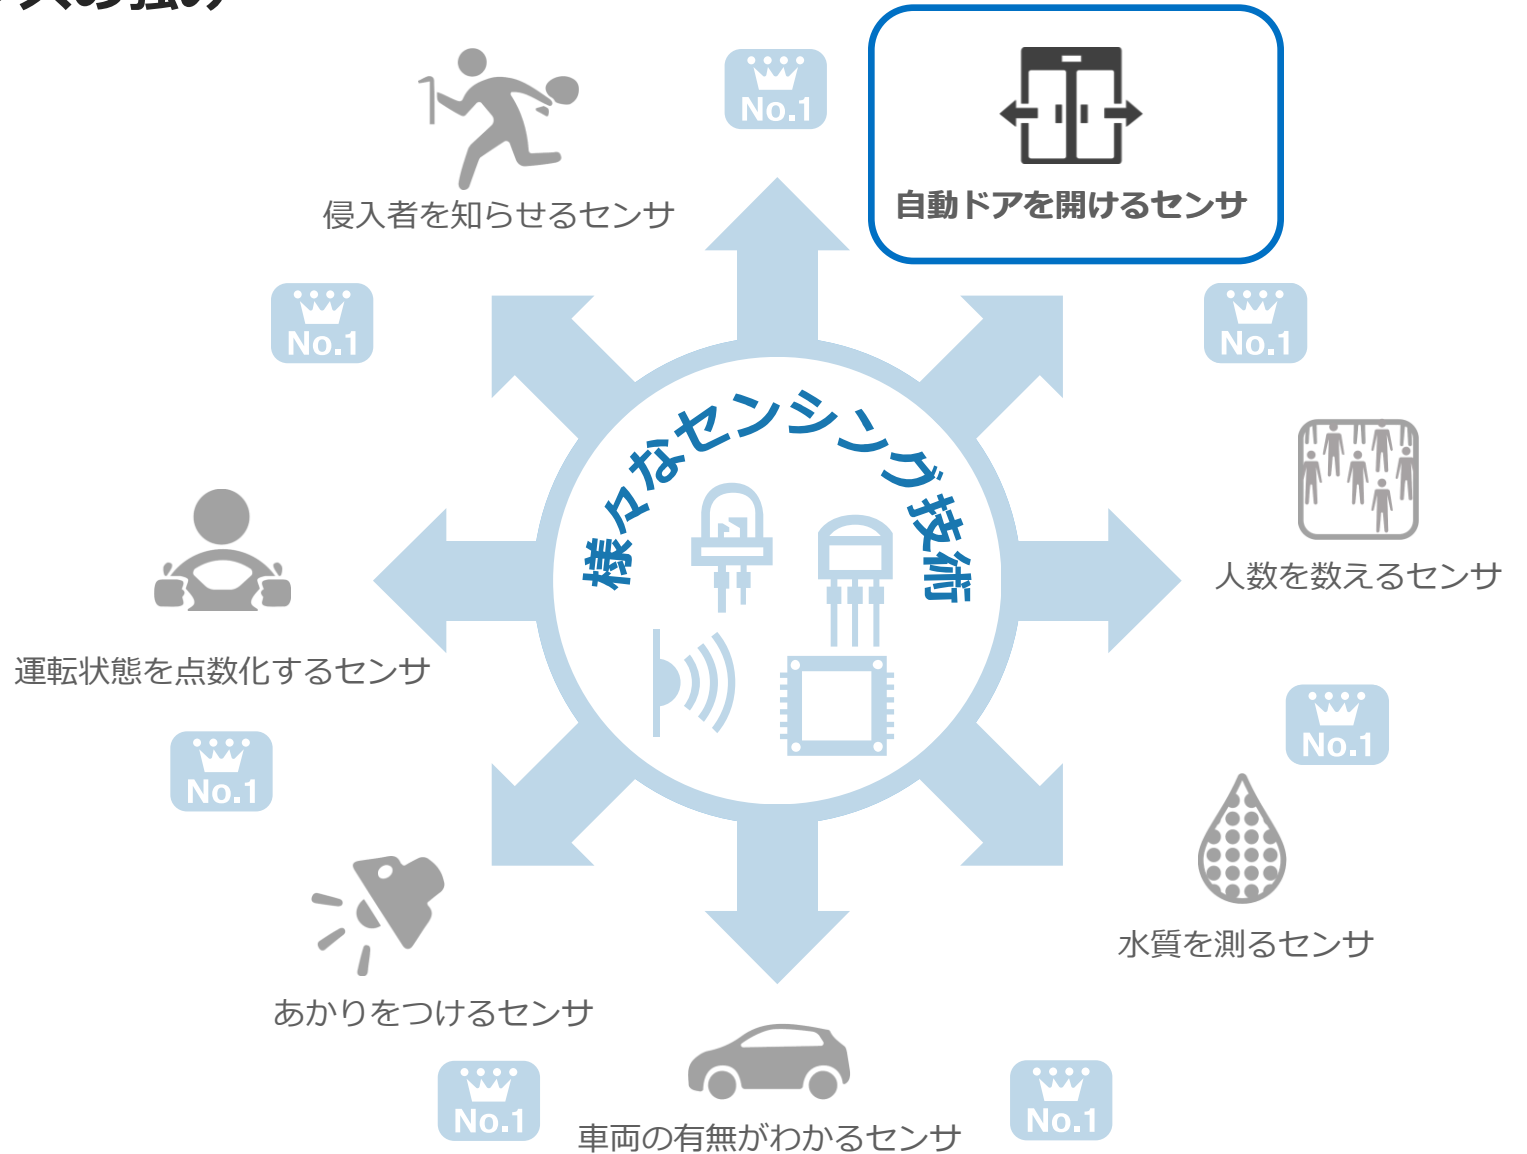 の強み
No.1
侵入者を知らせるセンサ
自動ドアを開けるセンサ
No.1
No.1
様々なセンシング技術
人数を数えるセンサ
運転状態を点数化するセンサ
No.1
No.1
水質を測るセンサ
あかりをつけるセンサ
No.1
No.1
車両の有無がわかるセンサ